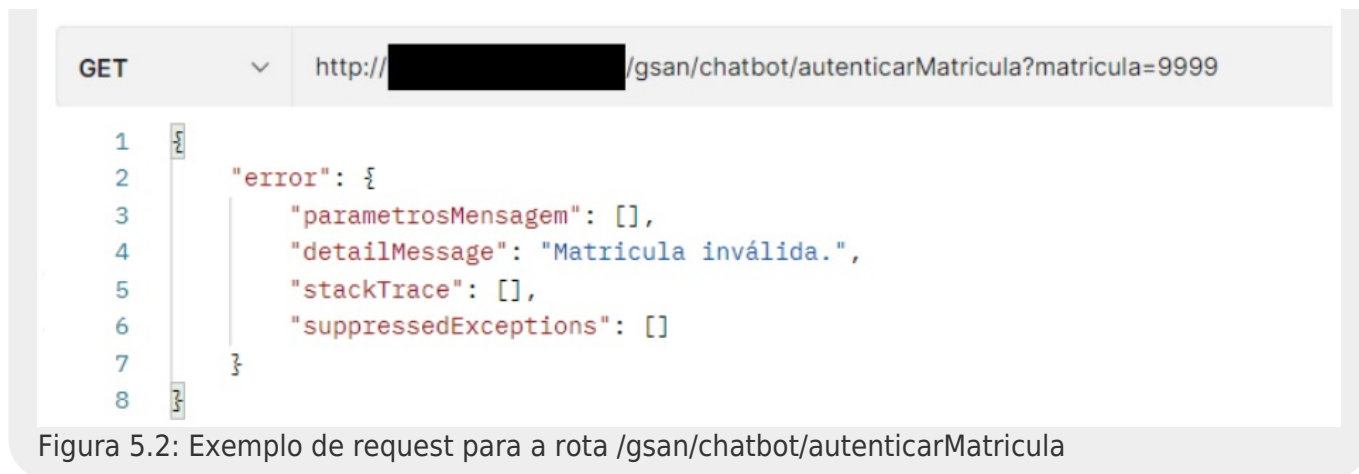 GET http:// /gsan/chatbot/autenticarMatricula?matricula=9999
1 {
2 "error": {
3 "parametrosMensagem": [],
4 "detailMessage": "Matricula inválida.",
5 "stackTrace": [],
6 "suppressedExceptions": []
7 }
8 }
Figura 5.2: Exemplo de request para a rota /gsan/chatbot/autenticarMatricula